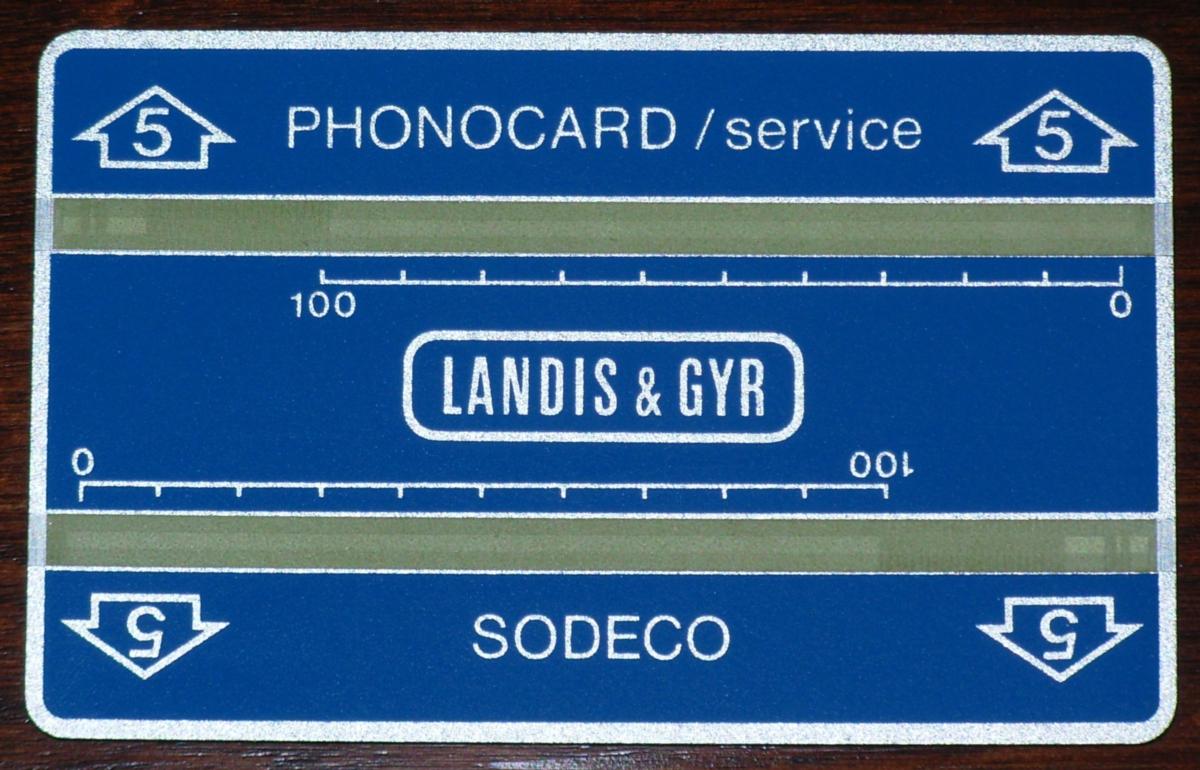 5 PHONOCARD / service 5
100 0
LANDIS & GYR
0 100
5 SODECO 5